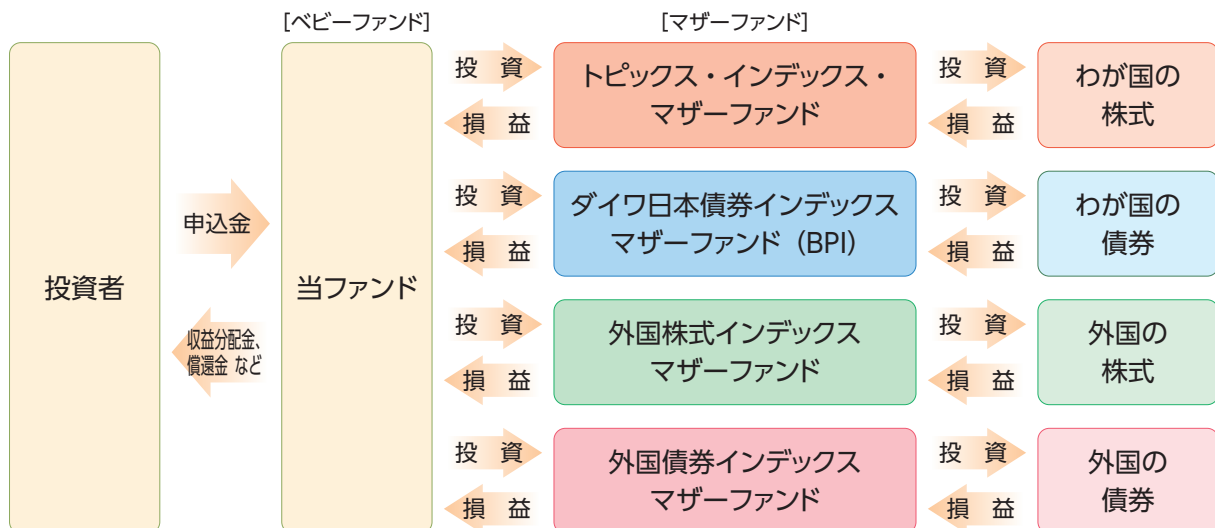 [ベビーファンド]
[マザーファンド]
投資者
申込金
収益分配金、
償還金 など
当ファンド
投 資
損 益
トピックス・インデックス・
マザーファンド
投 資
損 益
わが国の
株式
投 資
損 益
ダイワ日本債券インデックス
マザーファンド（BPI）
投 資
損 益
わが国の
債券
投 資
損 益
外国株式インデックス
マザーファンド
投 資
損 益
外国の
株式
投 資
損 益
外国債券インデックス
マザーファンド
投 資
損 益
外国の
債券